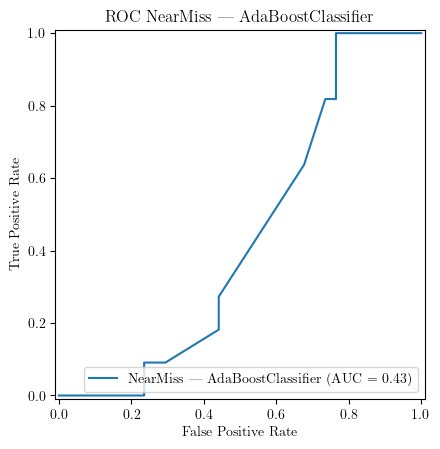 ROC NearMiss — AdaBoostClassifier
True Positive Rate
1.0
0.8
0.6
0.4
0.2
0.0
NearMiss — AdaBoostClassifier (AUC = 0.43)
0.0 0.2 0.4 0.6 0.8 1.0
False Positive Rate